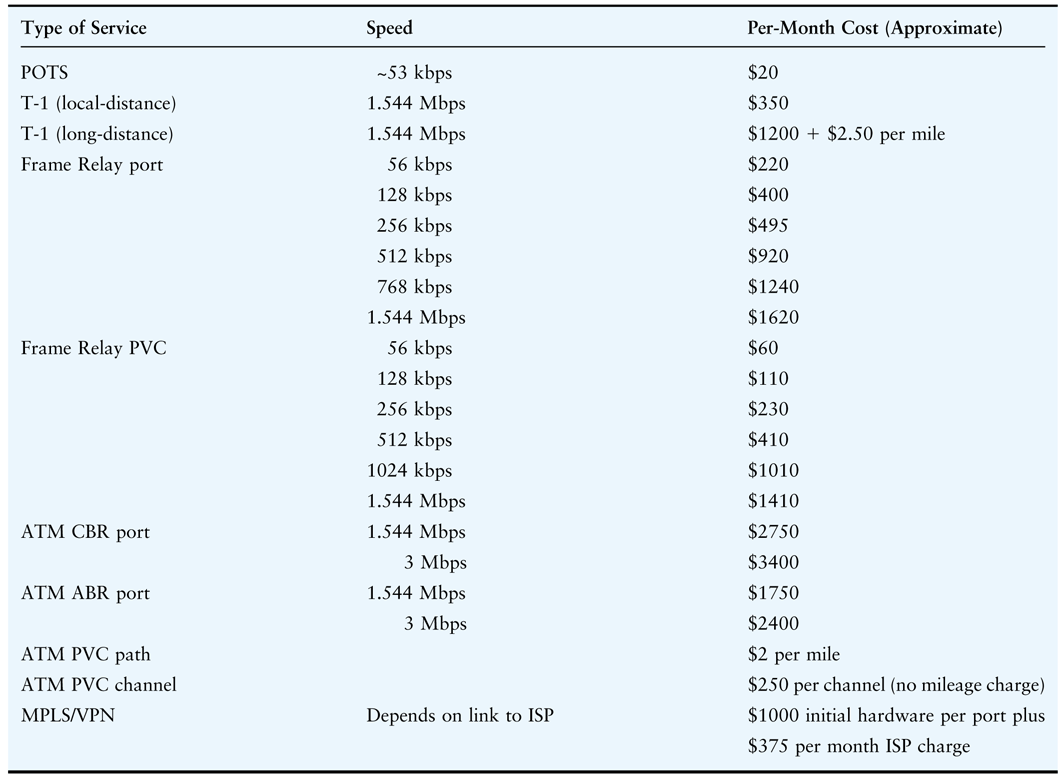 Type of Service Speed Per-Month Cost (Approximate)
POTS ~53 kbps $20
T-1 (local-distance) 1.544 Mbps $350
T-1 (long-distance) 1.544 Mbps $1200 + $2.50 per mile
Frame Relay port 56 kbps $220
128 kbps $400
256 kbps $495
512 kbps $920
768 kbps $1240
1.544 Mbps $1620
Frame Relay PVC 56 kbps $60
128 kbps $110
256 kbps $230
512 kbps $410
1024 kbps $1010
1.544 Mbps $1410
ATM CBR port 1.544 Mbps $2750
3 Mbps $3400
ATM ABR port 1.544 Mbps $1750
3 Mbps $2400
ATM PVC path $2 per mile
ATM PVC channel $250 per channel (no mileage charge)
MPLS/VPN Depends on link to ISP $1000 initial hardware per port plus
$375 per month ISP charge